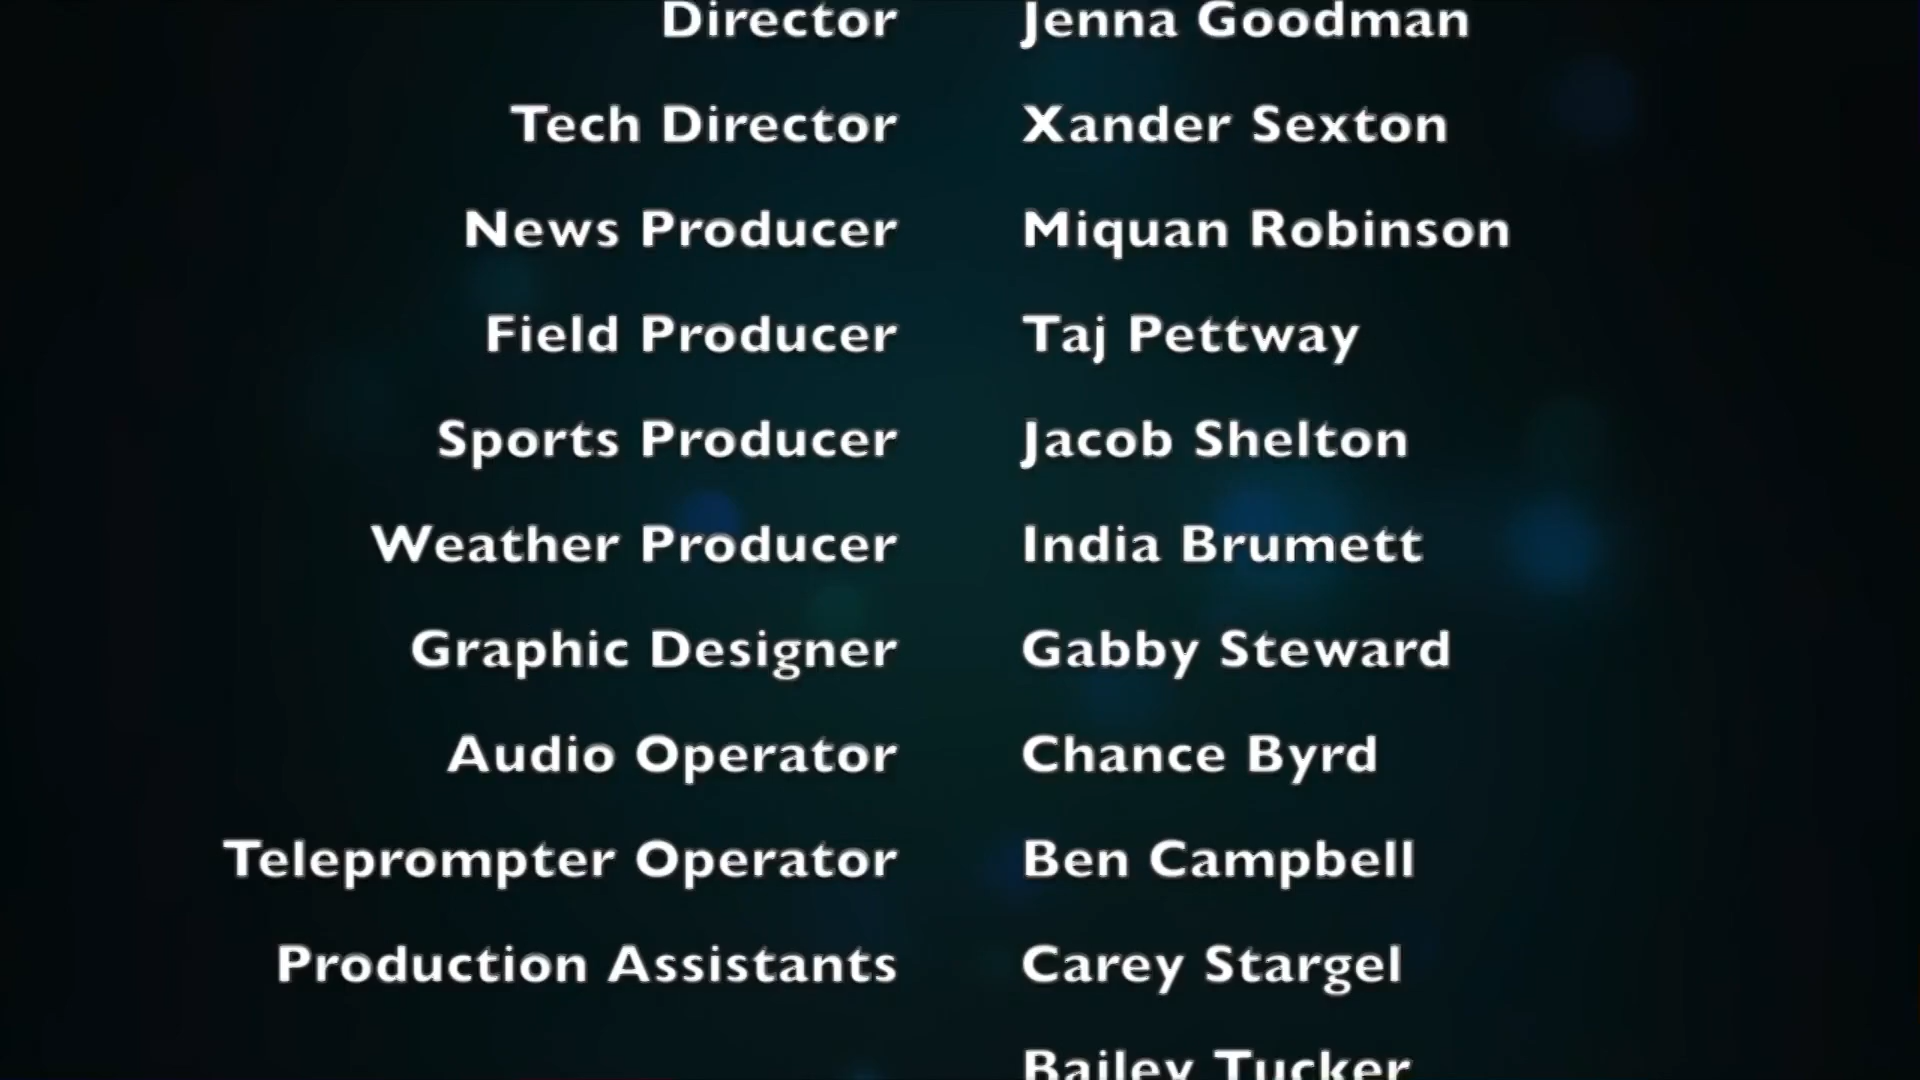 Director Jenna Goodman
Tech Director Xander Sexton
News Producer Miquan Robinson
Field Producer Taj Pettway
Sports Producer Jacob Shelton
Weather Producer India Brumett
Graphic Designer Gabby Steward
Audio Operator Chance Byrd
Teleprompter Operator Ben Campbell
Production Assistants Carey Stargel
Bailey Tucker